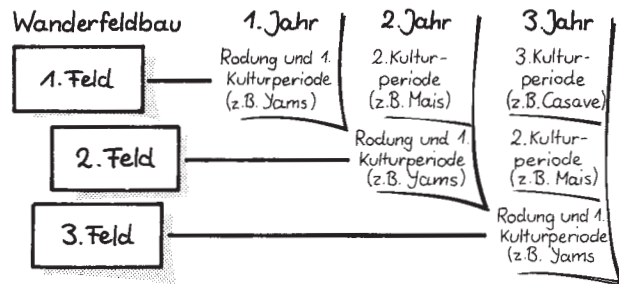 Wanderfeldbau
1. Jahr
2. Jahr
3. Jahr
1. Feld
Rodung und 1.
Kulturperiode
(z.B. Yams)
2. Kultur-
periode
(z.B. Mais)
3. Kultur-
periode
(z.B. Casave)
2. Feld
Rodung und 1.
Kulturperiode
(z.B. Yams)
2. Kultur-
periode
(z.B. Mais)
3. Feld
Rodung und 1.
Kulturperiode
(z.B. Yams